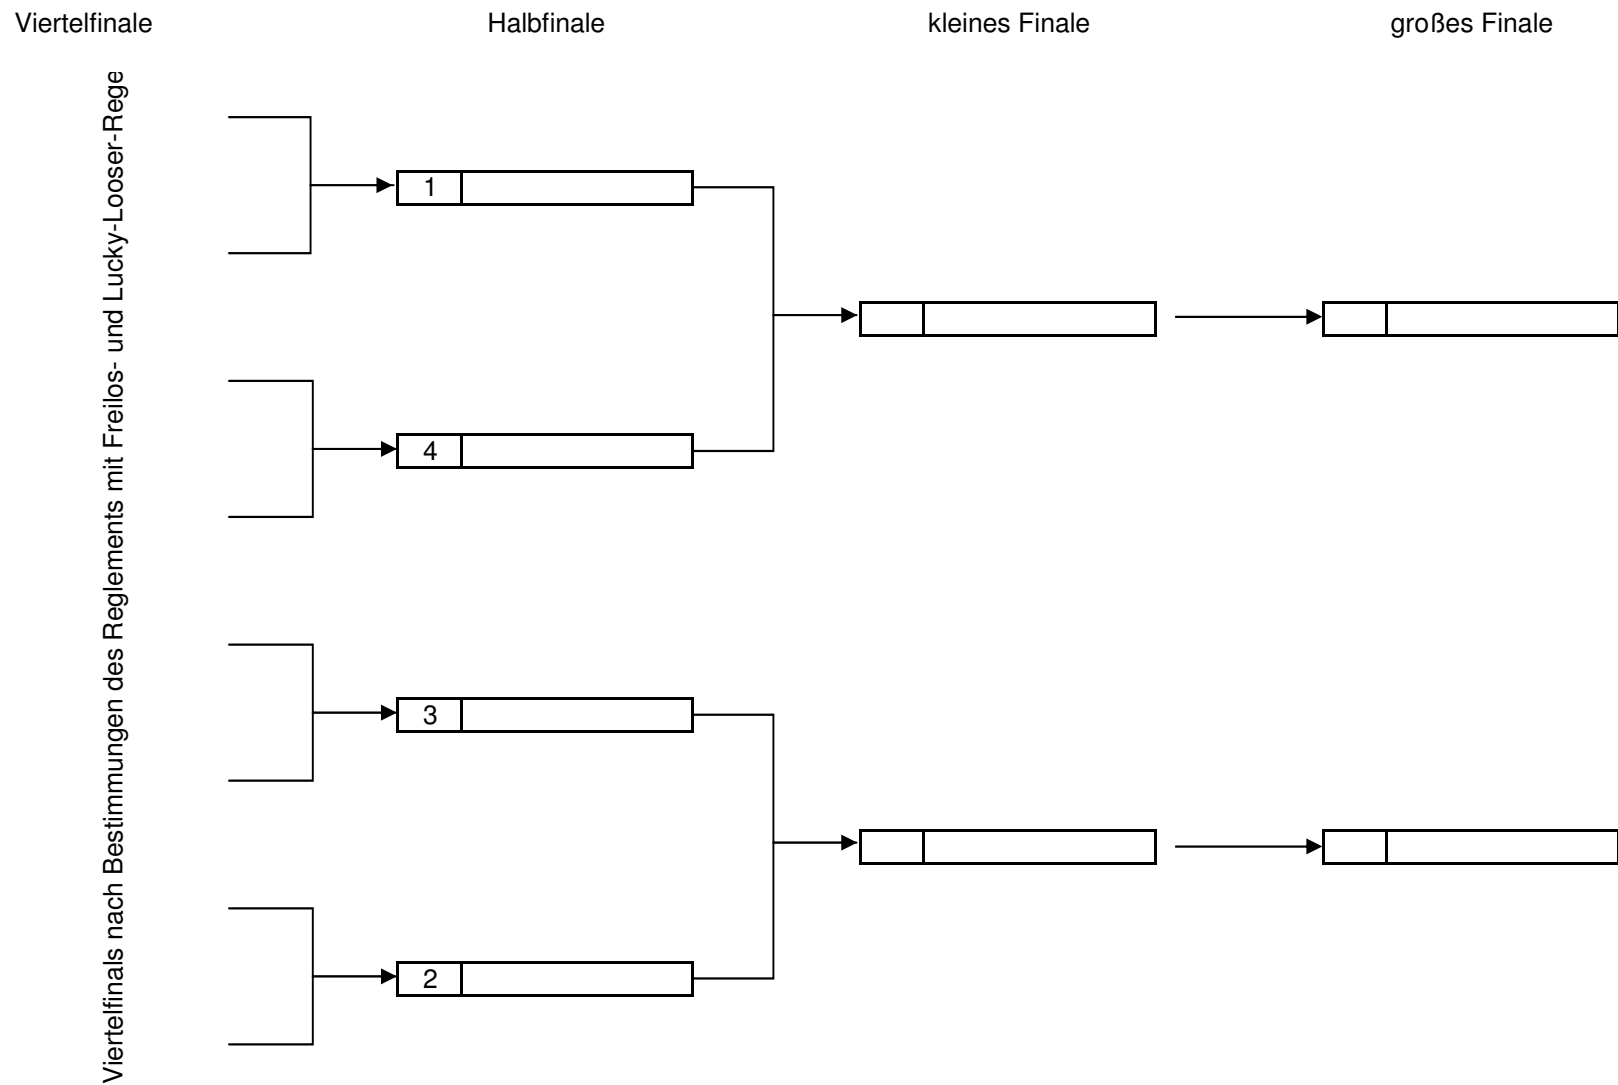 Viertelfinale
Halbfinale
kleines Finale
großes Finale
Viertelfinals nach Bestimmungen des Reglements mit Freilos- und Lucky-Looser-Rege
1
4
3
2